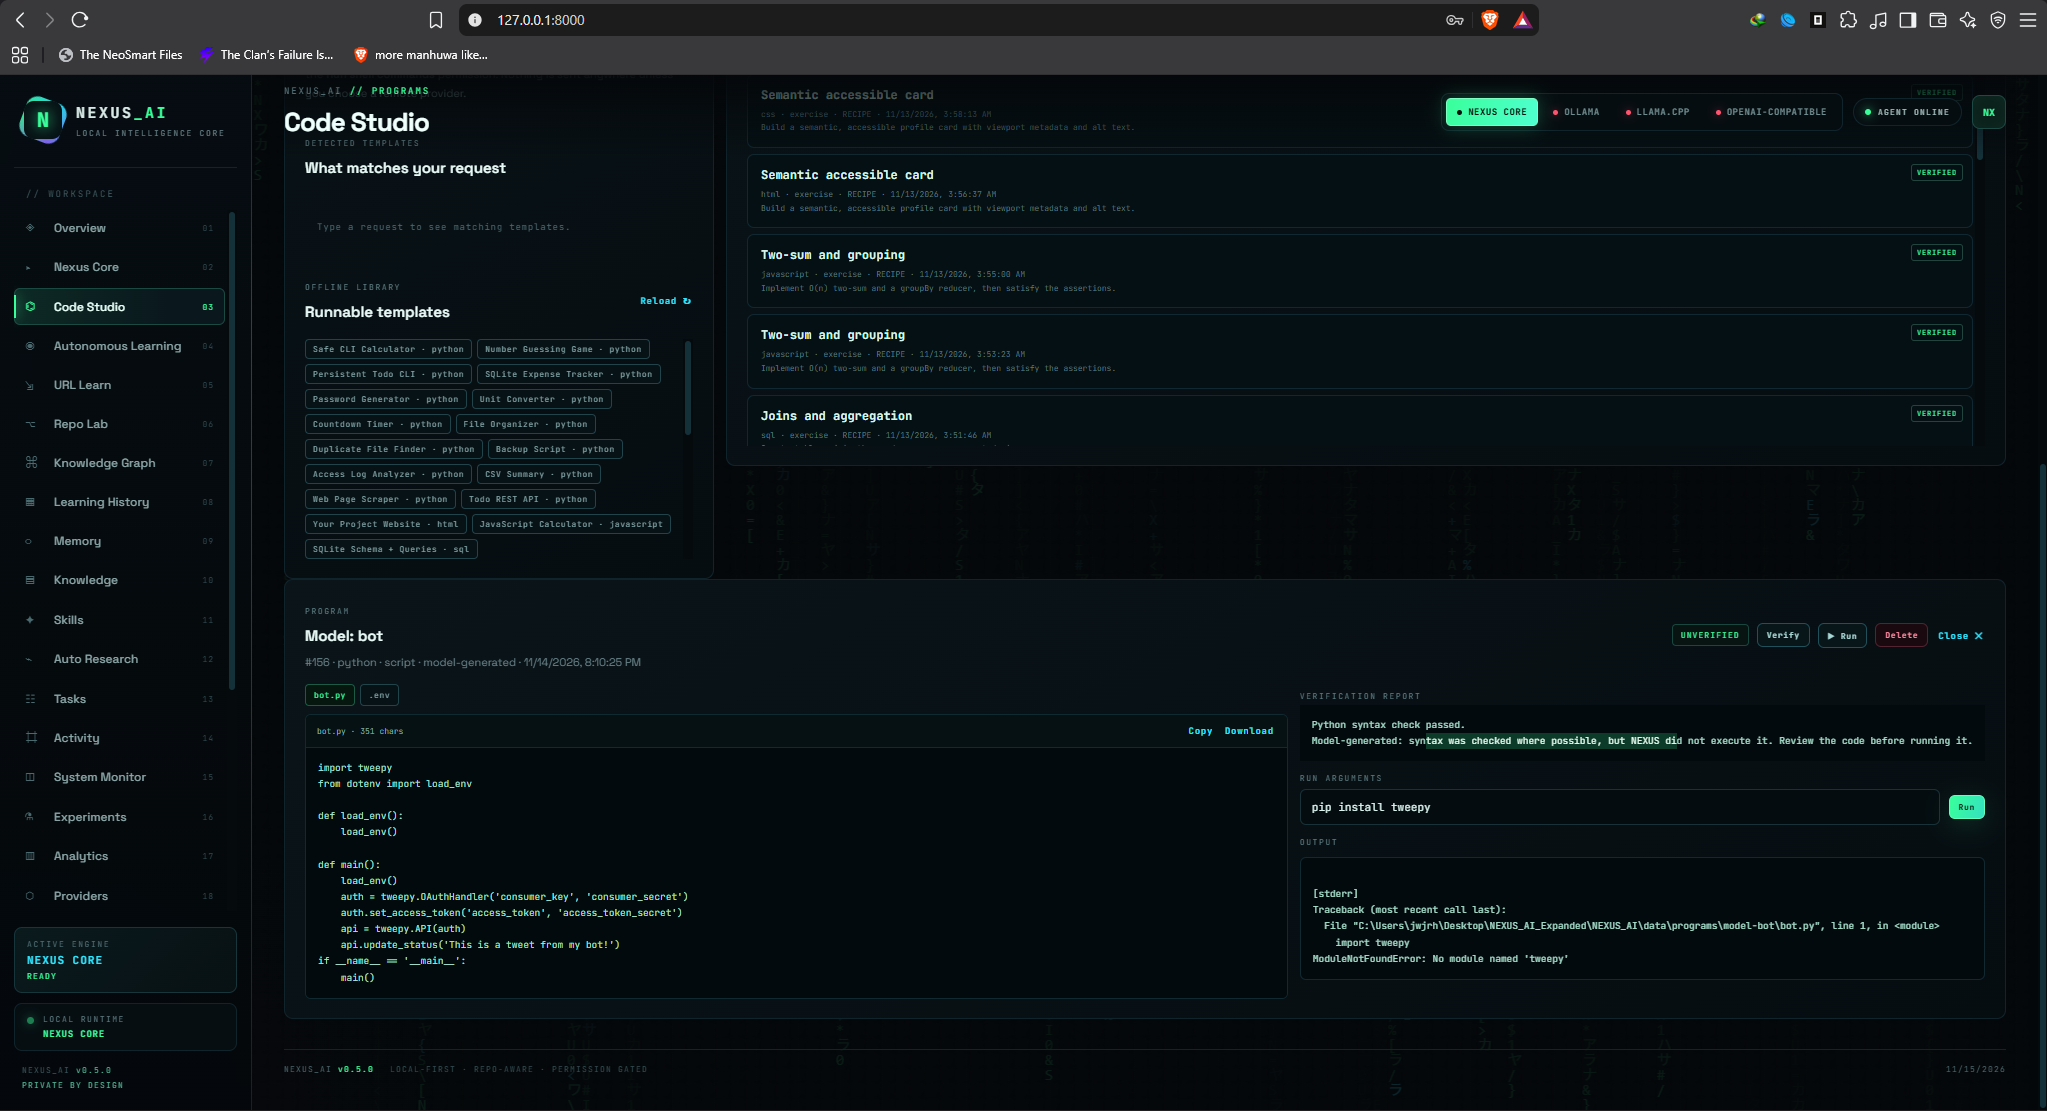 127.0.0.1:8000
The NeoSmart Files
The Clan's Failure Is...
more manhuwa like...
N
NEXUS_AI
LOCAL INTELLIGENCE CORE
// WORKSPACE
Overview 01
Nexus Core 02
Code Studio 03
Autonomous Learning 04
URL Learn 05
Repo Lab 06
Knowledge Graph 07
Learning History 08
Memory 09
Knowledge 10
Skills 11
Auto Research 12
Tasks 13
Activity 14
System Monitor 15
Experiments 16
Analytics 17
Providers 18
ACTIVE ENGINE
NEXUS CORE
READY
LOCAL RUNTIME
NEXUS CORE
NEXUS_AI v0.5.0
PRIVATE BY DESIGN
NEXUS_AI // PROGRAMS
provider.
Code Studio
NEXUS CORE
OLLAMA
LLAMA.CPP
OPENAI-COMPATIBLE
AGENT ONLINE
NX
DETECTED TEMPLATES
What matches your request
Type a request to see matching templates.
OFFLINE LIBRARY
Runnable templates
Reload ↻
Safe CLI Calculator · python
Number Guessing Game · python
Persistent Todo CLI · python
SQLite Expense Tracker · python
Password Generator · python
Unit Converter · python
Countdown Timer · python
File Organizer · python
Duplicate File Finder · python
Backup Script · python
Access Log Analyzer · python
CSV Summary · python
Web Page Scraper · python
Todo REST API · python
Your Project Website · html
JavaScript Calculator · javascript
SQLite Schema + Queries · sql
Semantic accessible card
VERIFIED
css · exercise · RECIPE · 11/13/2026, 3:58:13 AM
Build a semantic, accessible profile card with viewport metadata and alt text.
Semantic accessible card
VERIFIED
html · exercise · RECIPE · 11/13/2026, 3:56:37 AM
Build a semantic, accessible profile card with viewport metadata and alt text.
Two-sum and grouping
VERIFIED
javascript · exercise · RECIPE · 11/13/2026, 3:55:00 AM
Implement O(n) two-sum and a groupBy reducer, then satisfy the assertions.
Two-sum and grouping
VERIFIED
javascript · exercise · RECIPE · 11/13/2026, 3:53:23 AM
Implement O(n) two-sum and a groupBy reducer, then satisfy the assertions.
Joins and aggregation
VERIFIED
sql · exercise · RECIPE · 11/13/2026, 3:51:46 AM
PROGRAM
Model: bot
#156 · python · script · model-generated · 11/14/2026, 8:10:25 PM
UNVERIFIED
Verify
▶ Run
Delete
Close ✕
bot.py
.env
bot.py · 351 chars
Copy
Download
import tweepy
from dotenv import load_env
def load_env():
    load_env()
def main():
    load_env()
    auth = tweepy.OAuthHandler('consumer_key', 'consumer_secret')
    auth.set_access_token('access_token', 'access_token_secret')
    api = tweepy.API(auth)
    api.update_status('This is a tweet from my bot!')
if __name__ == '__main__':
    main()
VERIFICATION REPORT
Python syntax check passed.
Model-generated: syntax was checked where possible, but NEXUS did not execute it. Review the code before running it.
RUN ARGUMENTS
pip install tweepy
Run
OUTPUT
[stderr]
Traceback (most recent call last):
  File "C:\Users\jwjrh\Desktop\NEXUS_AI_Expanded\NEXUS_AI\data\programs\model-bot\bot.py", line 1, in <module>
    import tweepy
ModuleNotFoundError: No module named 'tweepy'
NEXUS_AI v0.5.0 LOCAL-FIRST · REPO-AWARE · PERMISSION GATED
11/15/2026